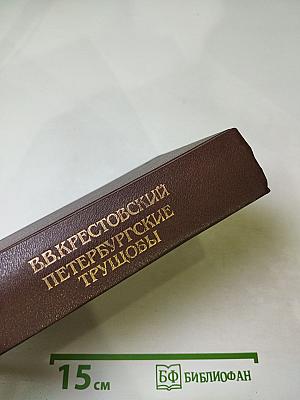 В.В.КРЕСТОВСКИЙ
ПЕТЕРБУРГСКИЕ
ТРУЩОБЫ
15 см
БФ БИБЛИОФАН